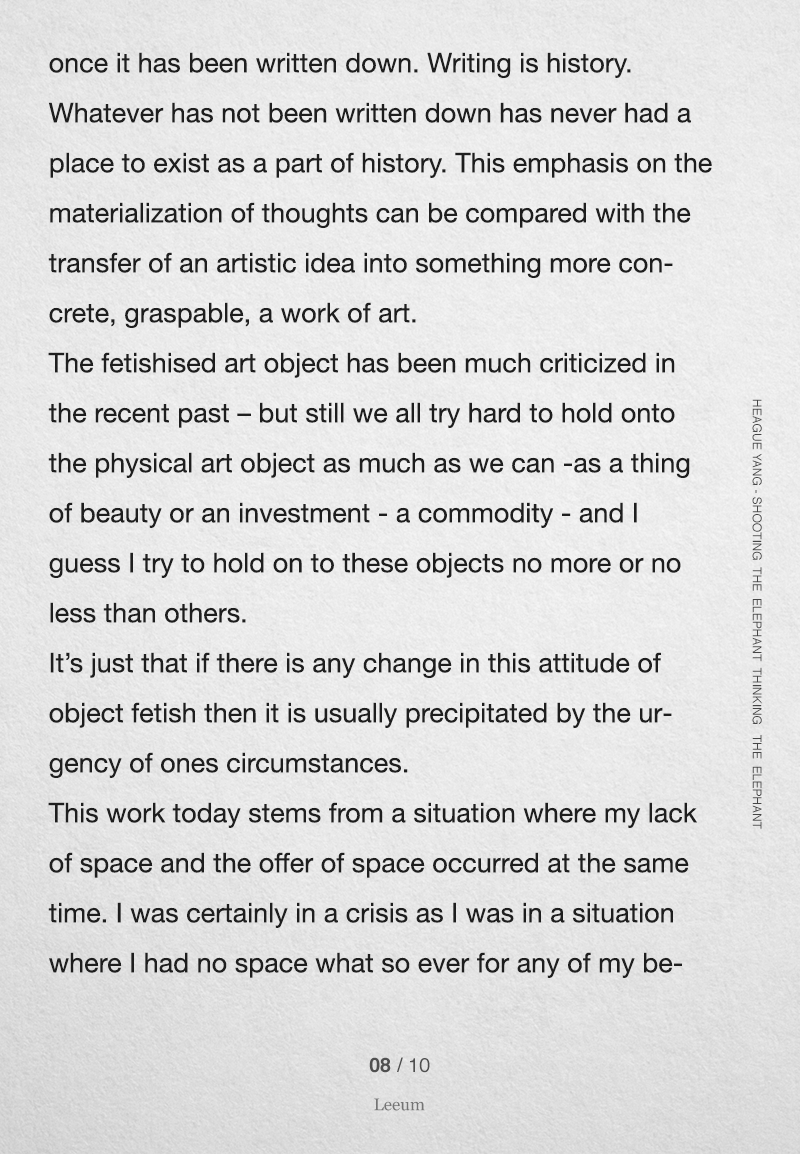 once it has been written down. Writing is history.
Whatever has not been written down has never had a
place to exist as a part of history. This emphasis on the
materialization of thoughts can be compared with the
transfer of an artistic idea into something more con-
crete, graspable, a work of art.
The fetishised art object has been much criticized in
the recent past – but still we all try hard to hold onto
the physical art object as much as we can -as a thing
of beauty or an investment - a commodity - and I
guess I try to hold on to these objects no more or no
less than others.
It’s just that if there is any change in this attitude of
object fetish then it is usually precipitated by the ur-
gency of ones circumstances.
This work today stems from a situation where my lack
of space and the offer of space occurred at the same
time. I was certainly in a crisis as I was in a situation
where I had no space what so ever for any of my be-
HEAGUE YANG - SHOOTING THE ELEPHANT THINKING THE ELEPHANT
08 / 10
Leeum